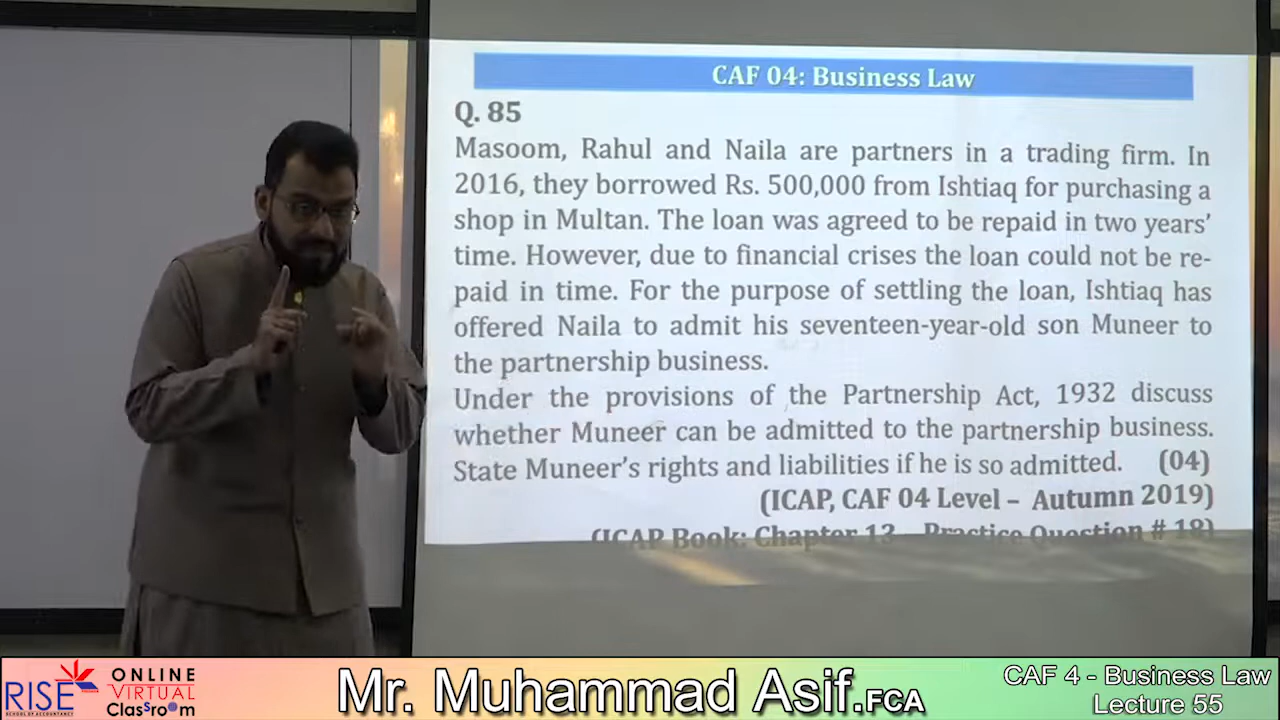 CAF 04: Business Law
Q. 85
Masoom, Rahul and Naila are partners in a trading firm. In
2016, they borrowed Rs. 500,000 from Ishtiaq for purchasing a
shop in Multan. The loan was agreed to be repaid in two years'
time. However, due to financial crises the loan could not be re-
paid in time. For the purpose of settling the loan, Ishtiaq has
offered Naila to admit his seventeen-year-old son Muneer to
the partnership business.
Under the provisions of the Partnership Act, 1932 discuss
whether Muneer can be admitted to the partnership business.
State Muneer's rights and liabilities if he is so admitted. (04)
(ICAP, CAF 04 Level – Autumn 2019)
(ICAP Book: Chapter 13 – Practice Question # 18)
RISE
SCHOOL OF ACCOUNTANCY
ONLINE
VIRTUAL
ClasSroom
Mr. Muhammad Asif.FCA
CAF 4 - Business Law
Lecture 55